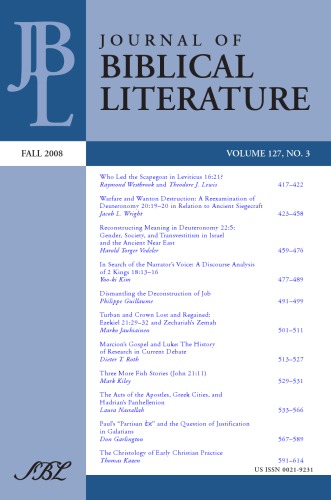 JBL
JOURNAL OF
BIBLICAL
LITERATURE
FALL 2008
VOLUME 127, NO. 3
Who Led the Scapegoat in Leviticus 16:21?
Raymond Westbrook and Theodore J. Lewis 417–422
Warfare and Wanton Destruction: A Reexamination of
Deuteronomy 20:19–20 in Relation to Ancient Siegecraft
Jacob L. Wright 423–458
Reconstructing Meaning in Deuteronomy 22:5:
Gender, Society, and Transvestitism in Israel
and the Ancient Near East
Harold Torger Vedeler 459–476
In Search of the Narrator's Voice: A Discourse Analysis
of 2 Kings 18:13–16
Yoo-ki Kim 477–489
Dismantling the Deconstruction of Job
Philippe Guillaume 491–499
Turban and Crown Lost and Regained:
Ezekiel 21:29–32 and Zechariah's Zemah
Marko Jauhiainen 501–511
Marcion's Gospel and Luke: The History
of Research in Current Debate
Dieter T. Roth 513–527
Three More Fish Stories (John 21:11)
Mark Kiley 529–531
The Acts of the Apostles, Greek Cities, and
Hadrian's Panhellenion
Laura Nasrallah 533–566
Paul's "Partisan ἐκ" and the Question of Justification
in Galatians
Don Garlington 567–589
The Christology of Early Christian Practice
Thomas Kazen 591–614
US ISSN 0021-9231
SBL